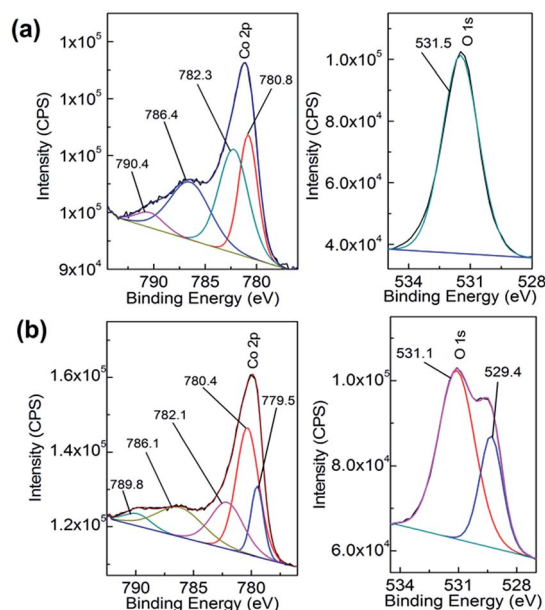 (a)
Intensity (CPS)
1x10⁵
1x10⁵
1x10⁵
1x10⁵
9x10⁴
790.4
786.4
782.3
Co 2p
780.8
790 785 780
Binding Energy (eV)
Intensity (CPS)
1.0x10⁵
8.0x10⁴
6.0x10⁴
4.0x10⁴
531.5
O 1s
534 531 528
Binding Energy (eV)
(b)
Intensity (CPS)
1.6x10⁵
1.4x10⁵
1.2x10⁵
789.8
786.1
782.1
780.4
Co 2p
779.5
790 785 780
Binding Energy (eV)
Intensity (CPS)
1.0x10⁵
8.0x10⁴
6.0x10⁴
531.1
O 1s
529.4
534 531 528
Binding Energy (eV)